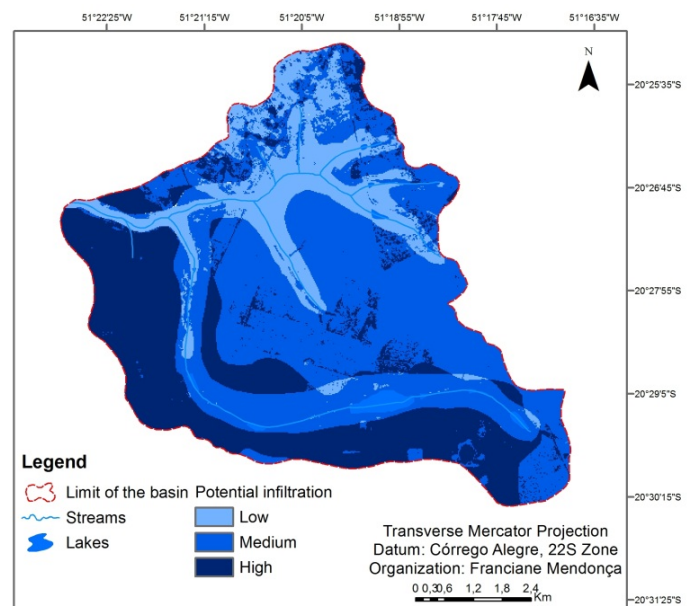 51°22'25"W 51°21'15"W 51°20'5"W 51°18'55"W 51°17'45"W 51°16'35"W
N
20°25'35"S
20°26'45"S
20°27'55"S
20°29'5"S
20°30'15"S
20°31'25"S
Legend
Limit of the basin
Streams
Lakes
Potential infiltration
Low
Medium
High
Transverse Mercator Projection
Datum: Córrego Alegre, 22S Zone
Organization: Franciane Mendonça
0 0,30,6 1,2 1,8 2,4
Km